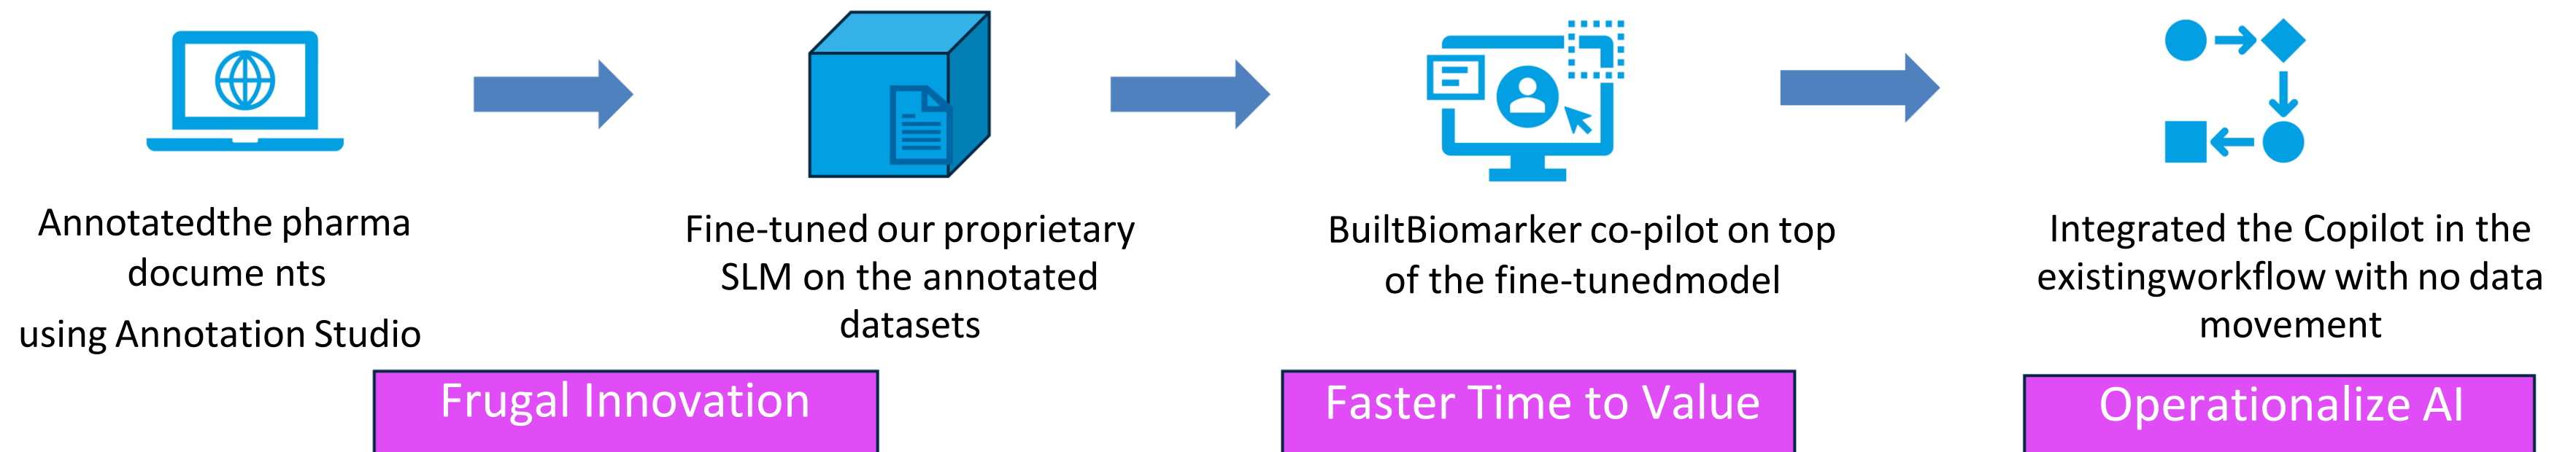 Annotatedthe pharma
docume nts
using Annotation Studio
Fine-tuned our proprietary
SLM on the annotated
datasets
BuiltBiomarker co-pilot on top
of the fine-tunedmodel
Integrated the Copilot in the
existingworkflow with no data
movement
Frugal Innovation
Faster Time to Value
Operationalize AI